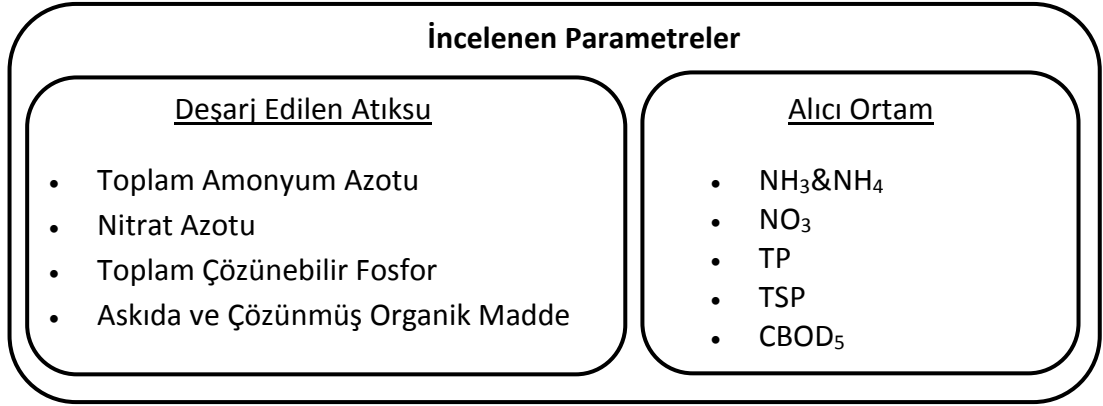 İncelenen Parametreler
Deşarj Edilen Atıksu
• Toplam Amonyum Azotu
• Nitrat Azotu
• Toplam Çözünebilir Fosfor
• Askıda ve Çözünmüş Organik Madde
Alıcı Ortam
• NH₃&NH₄
• NO₃
• TP
• TSP
• CBOD₅